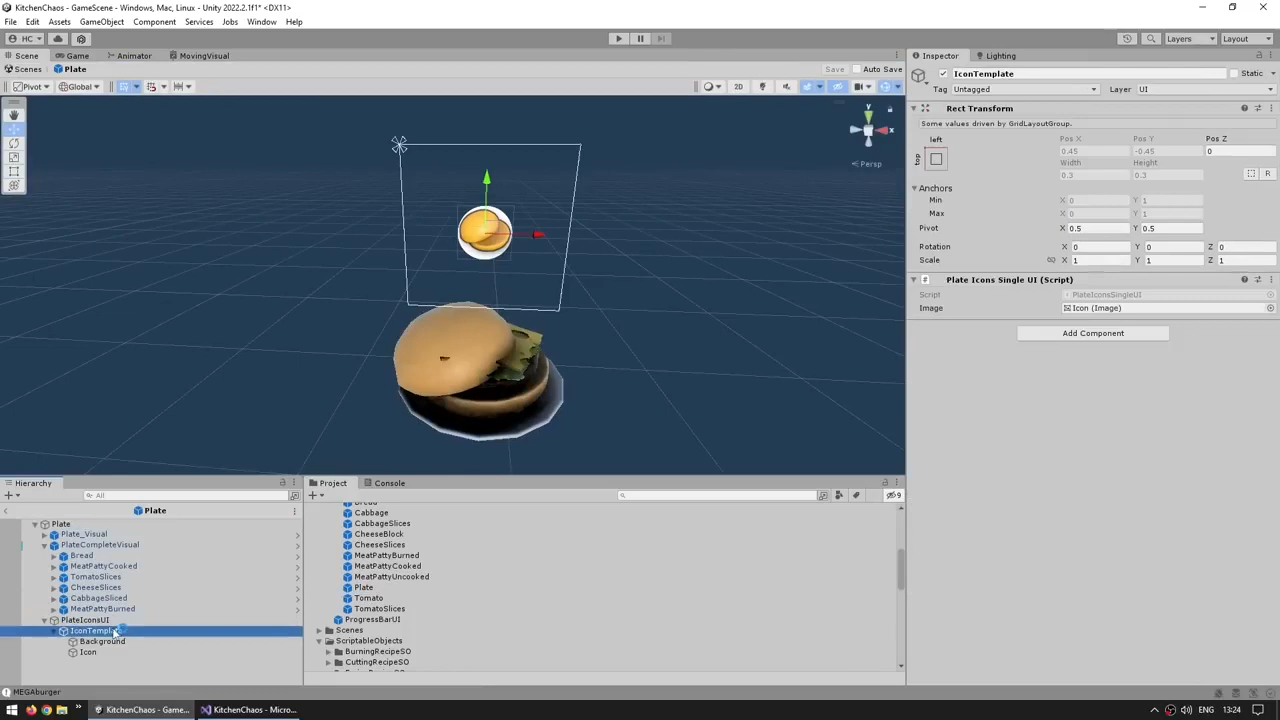 KitchenChaos - GameScene - Windows, Mac, Linux - Unity 2022.2.1f1* <DX11>
File Edit Assets GameObject Component Services Jobs Window Help
HC Layers Layout
Scene Game Animator MovingVisual
Scenes Plate Save Auto Save
Pivot Global 2D
y
x
Persp
Inspector Lighting
IconTemplate Static
Tag Untagged Layer UI
Rect Transform
Some values driven by GridLayoutGroup.
left Pos X Pos Y Pos Z
top 0.45 -0.45 0
Width Height
0.3 0.3 R
Anchors
Min X 0 Y 1
Max X 0 Y 1
Pivot X 0.5 Y 0.5
Rotation X 0 Y 0 Z 0
Scale X 1 Y 1 Z 1
# Plate Icons Single UI (Script)
Script PlateIconsSingleUI
Image Icon (Image)
Add Component
Hierarchy
All
Plate
Plate
Plate_Visual
PlateCompleteVisual
Bread
MeatPattyCooked
TomatoSlices
CheeseSlices
CabbageSliced
MeatPattyBurned
PlateIconsUI
Background
Icon
Project Console
9
Bread
Cabbage
CabbageSlices
CheeseBlock
CheeseSlices
MeatPattyBurned
MeatPattyCooked
MeatPattyUncooked
Plate
Tomato
TomatoSlices
ProgressBarUI
Scenes
ScriptableObjects
BurningRecipeSO
CuttingRecipeSO
MEGAburger
KitchenChaos - Game... KitchenChaos - Micro... ENG 13:24